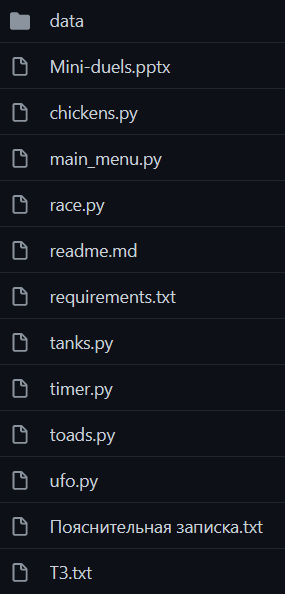 data
Mini-duels.pptx
chickens.py
main_menu.py
race.py
readme.md
requirements.txt
tanks.py
timer.py
toads.py
ufo.py
Пояснительная записка.txt
ТЗ.txt